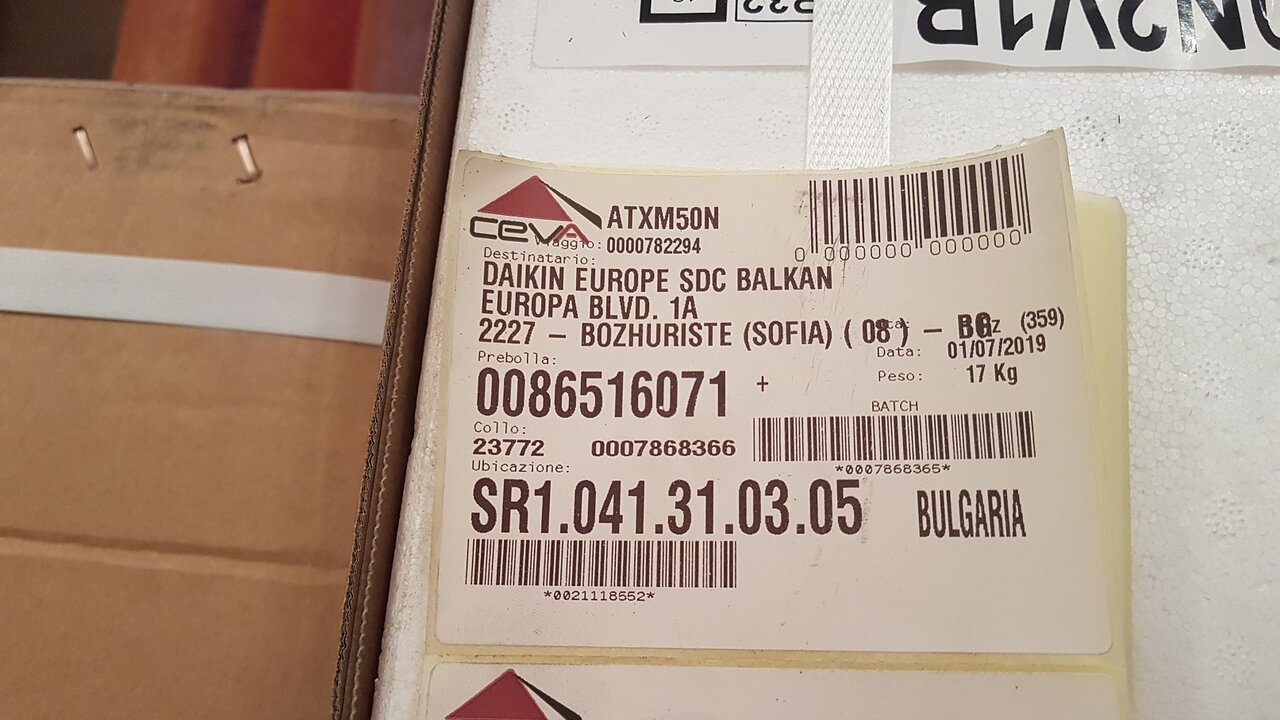 N2V1B
CEVA
ATXM50N
Viaggio: 0000782294
0 000000 000000
Destinatario:
DAIKIN EUROPE SDC BALKAN
EUROPA BLVD. 1A
2227 – BOZHURISTE (SOFIA) ( 08 ) – BG (359)
Data: 01/07/2019
Prebolla:
Peso: 17 Kg
0086516071 +
BATCH
Collo:
23772 0007868366
*0007868365*
Ubicazione:
SR1.041.31.03.05 BULGARIA
*0021118552*